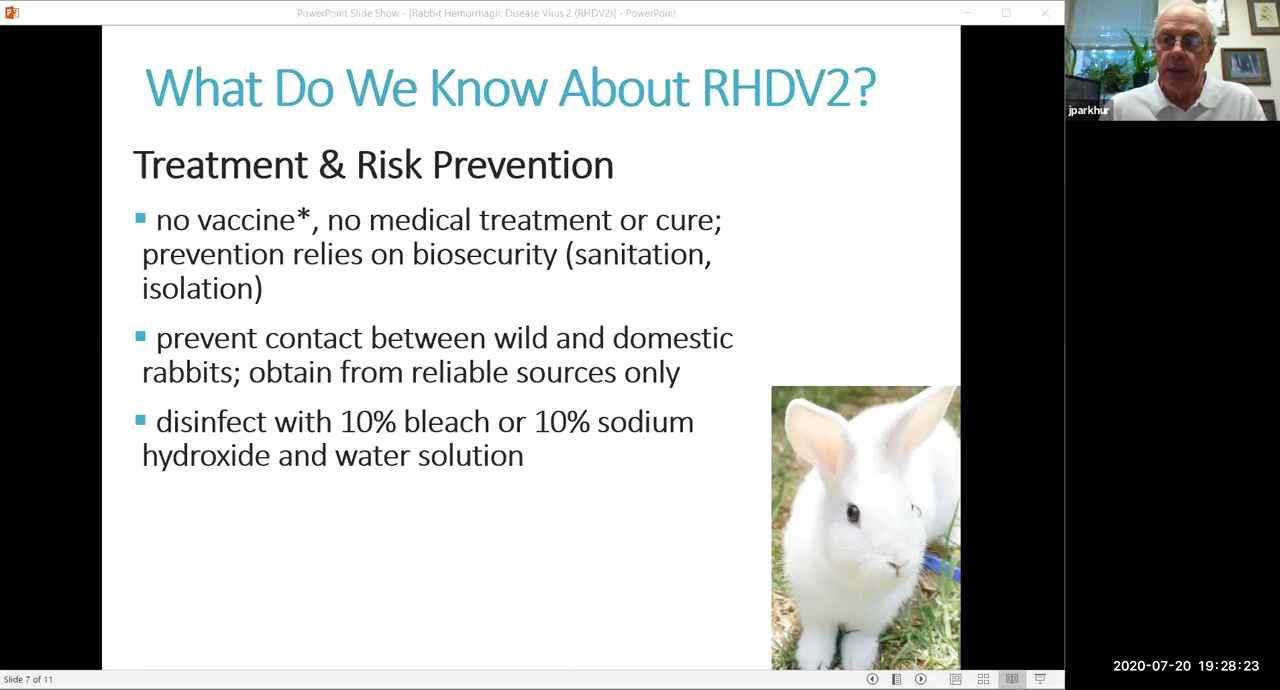 PowerPoint Slide Show - [Rabbit Hemorrhagic Disease Virus 2 (RHDV2)] - PowerPoint
What Do We Know About RHDV2?
Treatment & Risk Prevention
no vaccine*, no medical treatment or cure;
prevention relies on biosecurity (sanitation,
isolation)
prevent contact between wild and domestic
rabbits; obtain from reliable sources only
disinfect with 10% bleach or 10% sodium
hydroxide and water solution
jparkhur
2020-07-20 19:28:23
Slide 7 of 11